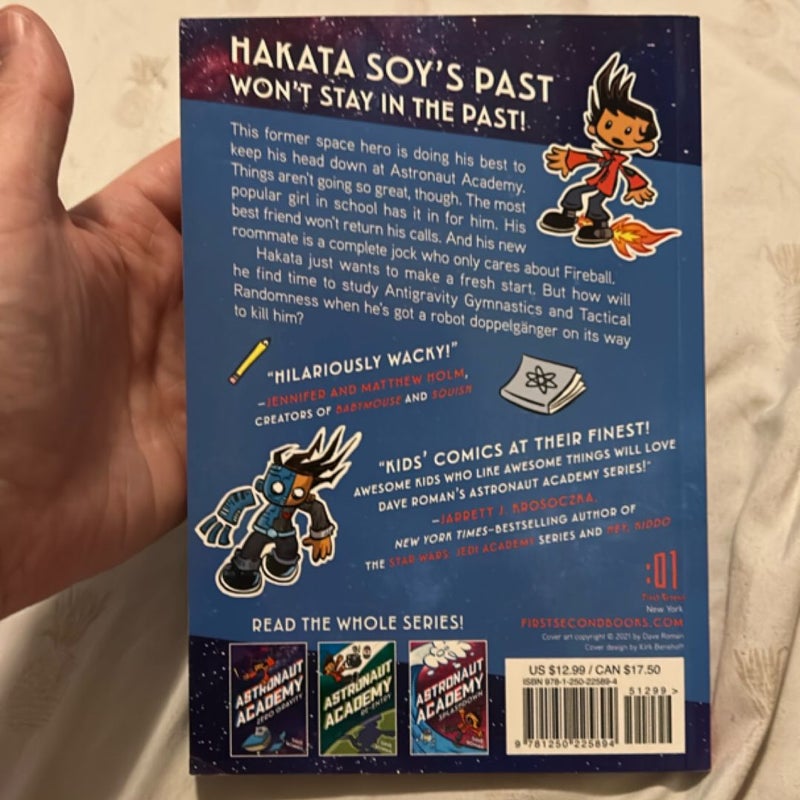 HAKATA SOY'S PAST
WON'T STAY IN THE PAST!
This former space hero is doing his best to
keep his head down at Astronaut Academy.
Things aren't going so great, though. The most
popular girl in school has it in for him. His
best friend won't return his calls. And his new
roommate is a complete jock who only cares about Fireball.
Hakata just wants to make a fresh start. But how will
he find time to study Antigravity Gymnastics and Tactical
Randomness when he's got a robot doppelgänger on its way
to kill him?
"HILARIOUSLY WACKY!"
—JENNIFER AND MATTHEW HOLM,
CREATORS OF BABYMOUSE AND SQUISH
"KIDS' COMICS AT THEIR FINEST!
AWESOME KIDS WHO LIKE AWESOME THINGS WILL LOVE
DAVE ROMAN'S ASTRONAUT ACADEMY SERIES!"
—JARRETT J. KROSOCZKA,
NEW YORK TIMES–BESTSELLING AUTHOR OF
THE STAR WARS: JEDI ACADEMY SERIES AND HEY, KIDDO
:01
First Second
New York
FIRSTSECONDBOOKS.COM
Cover art copyright © 2021 by Dave Roman
Cover design by Kirk Benshoff
READ THE WHOLE SERIES!
ASTRONAUT
ACADEMY
ZERO GRAVITY
ASTRONAUT
ACADEMY
RE-ENTRY
ASTRONAUT
ACADEMY
SPLASHDOWN
US $12.99 / CAN $17.50
ISBN 978-1-250-22589-4
51299 >
9 781250 225894